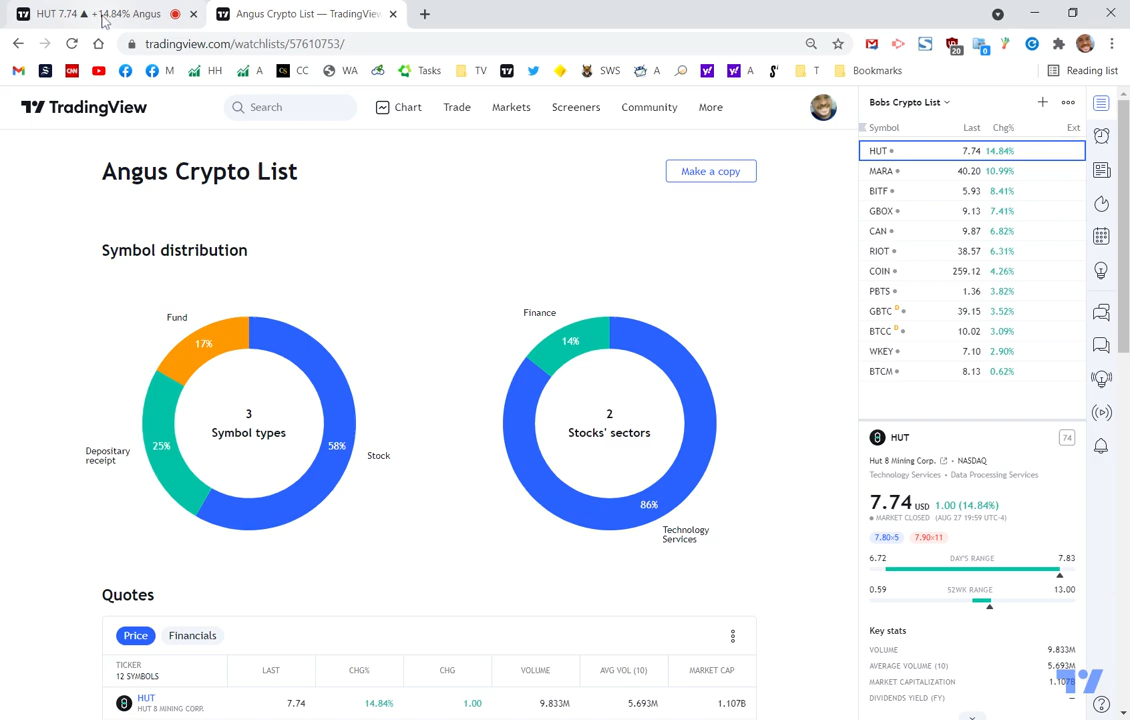 HUT 7.74 ▲ +14.84% Angus
Angus Crypto List — TradingView
tradingview.com/watchlists/57610753/
20
0
CNN
M
HH
A
CC
WA
Tasks
TV
SWS
A
A
T
Bookmarks
Reading list
TradingView
Search
Chart
Trade
Markets
Screeners
Community
More
Angus Crypto List
Make a copy
Symbol distribution
Fund
17%
25%
Depositary
receipt
58%
Stock
3
Symbol types
Finance
14%
2
Stocks' sectors
86%
Technology
Services
Quotes
Price
Financials
TICKER
12 SYMBOLS
LAST
CHG%
CHG
VOLUME
AVG VOL (10)
MARKET CAP
HUT
HUT 8 MINING CORP.
7.74
14.84%
1.00
9.833M
5.693M
1.107B
Bobs Crypto List
Symbol Last Chg% Ext
HUT 7.74 14.84%
MARA 40.20 10.99%
BITF 5.93 8.41%
GBOX 9.13 7.41%
CAN 9.87 6.82%
RIOT 38.57 6.31%
COIN 259.12 4.26%
PBTS 1.36 3.82%
GBTC D 39.15 3.52%
BTCC D 10.02 3.09%
WKEY 7.10 2.90%
BTCM 8.13 0.62%
HUT
74
Hut 8 Mining Corp. • NASDAQ
Technology Services • Data Processing Services
7.74 USD 1.00 (14.84%)
MARKET CLOSED (AUG 27 19:59 UTC-4)
7.80×5 7.90×11
6.72 DAY'S RANGE 7.83
0.59 52WK RANGE 13.00
Key stats
VOLUME 9.833M
AVERAGE VOLUME (10) 5.693M
MARKET CAPITALIZATION 1.107B
DIVIDENDS YIELD (FY) —